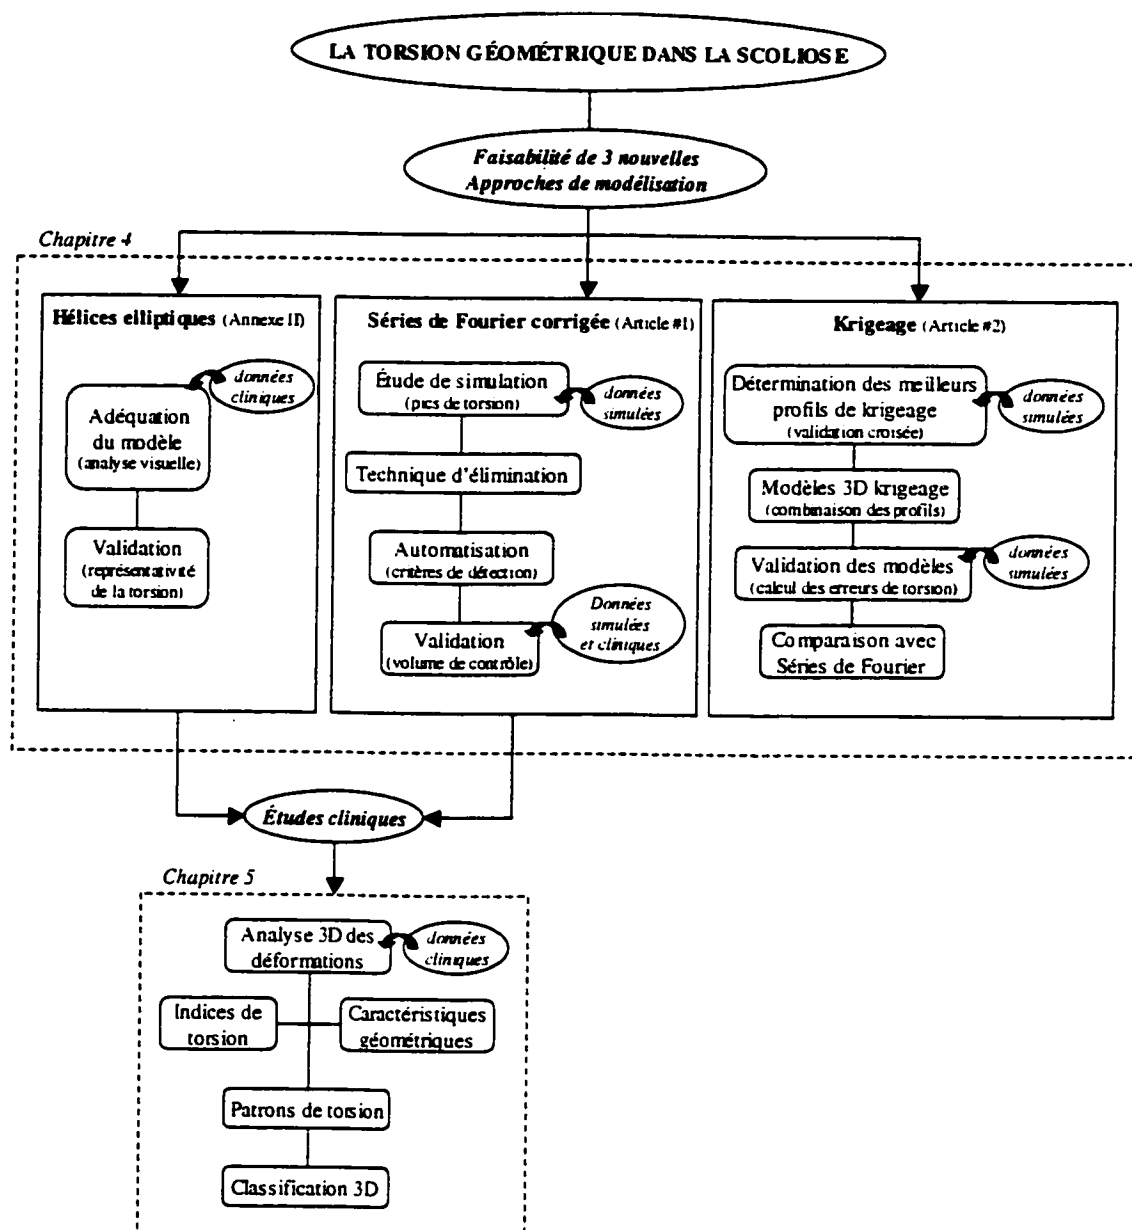 LA TORSION GÉOMÉTRIQUE DANS LA SCOLIOSE
Faisabilité de 3 nouvelles
Approches de modélisation
Chapitre 4
Hélices elliptiques (Annexe II)
données
cliniques
Adéquation
du modèle
(analyse visuelle)
Validation
(représentativité
de la torsion)
Séries de Fourier corrigée (Article #1)
Étude de simulation
(pics de torsion)
données
simulées
Technique d'élimination
Automatisation
(critères de détection)
Validation
(volume de contrôle)
Données
simulées
et cliniques
Krigeage (Article #2)
Détermination des meilleurs
profils de krigeage
(validation croisée)
données
simulées
Modèles 3D krigeage
(combinaison des profils)
Validation des modèles
(calcul des erreurs de torsion)
données
simulées
Comparaison avec
Séries de Fourier
Études cliniques
Chapitre 5
Analyse 3D des
déformations
données
cliniques
Indices de
torsion
Caractéristiques
géométriques
Patrons de torsion
Classification 3D